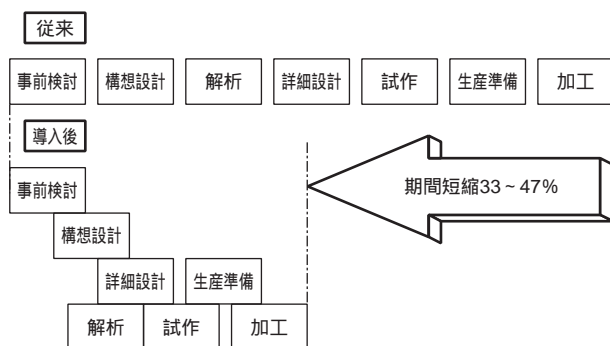 従来
事前検討 構想設計 解析 詳細設計 試作 生産準備 加工
導入後
事前検討
期間短縮33～47％
構想設計
詳細設計 生産準備
解析 試作 加工